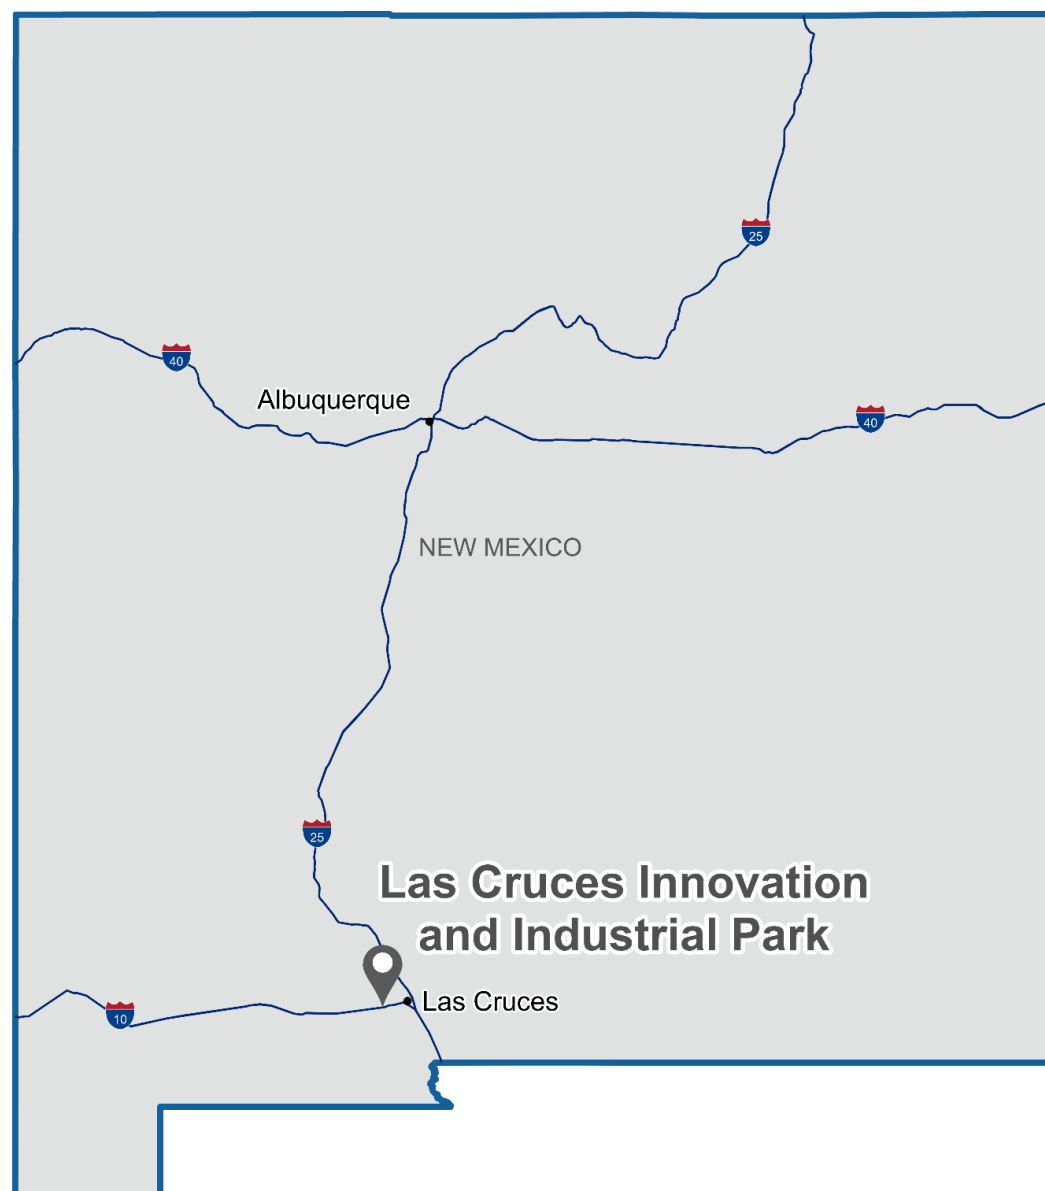 25
40
Albuquerque
40
NEW MEXICO
25
Las Cruces Innovation
and Industrial Park
Las Cruces
10